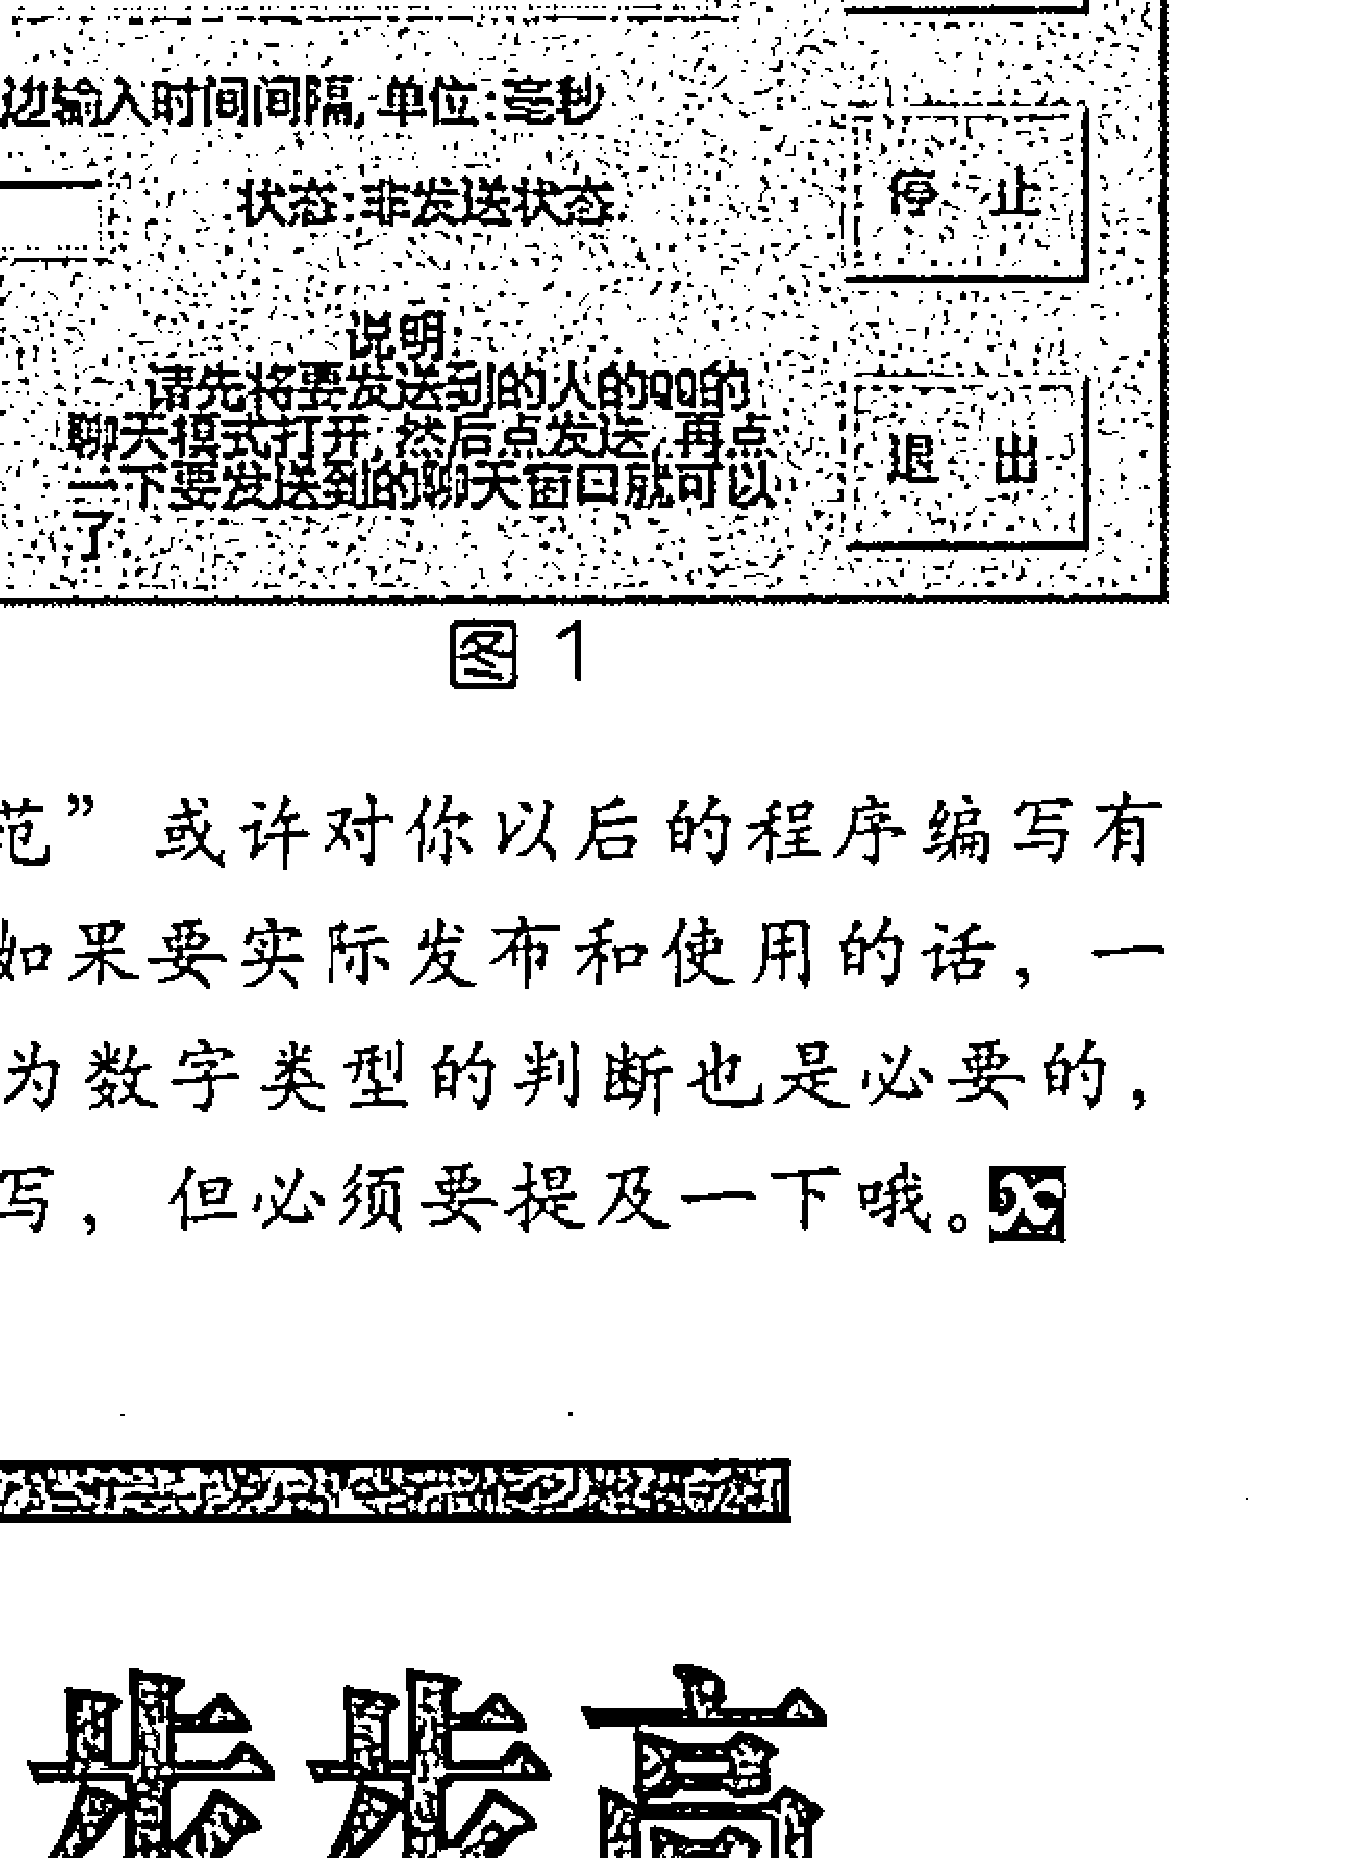 边输入时间间隔,单位:毫秒
状态:非发送状态.
停 止
说明:
请先将要发送到的人的QQ的
聊天模式打开,然后点发送,再点
一下要发送到的聊天窗口就可以
了
退 出
图 1
范” 或许对你以后的程序编写有
如果要实际发布和使用的话，一
为数字类型的判断也是必要的，
写，但必须要提及一下哦。
步步高